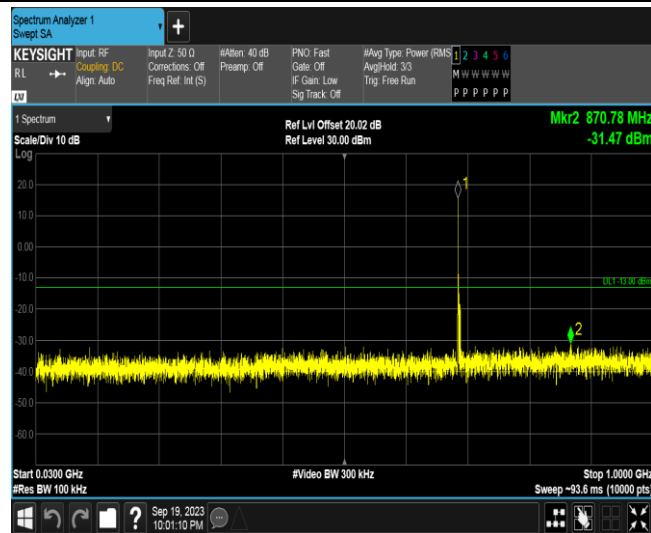 Spectrum Analyzer 1
Swept SA
+
KEYSIGHT
RL
LXI
Input: RF
Coupling: DC
Align: Auto
Input Z: 50 Ω
Corrections: Off
Freq Ref: Int (S)
#Atten: 40 dB
Preamp: Off
PNO: Fast
Gate: Off
IF Gain: Low
Sig Track: Off
#Avg Type: Power (RMS
Avg|Hold: 3/3
Trig: Free Run
1 2 3 4 5 6
M W W W W W
P P P P P P
1 Spectrum
Scale/Div 10 dB
Ref Lvl Offset 20.02 dB
Ref Level 30.00 dBm
Mkr2 870.78 MHz
-31.47 dBm
Log
20.0
10.0
0.00
-10.0
-20.0
-30.0
-40.0
-50.0
-60.0
1
DL1 -13.00 dBm
2
Start 0.0300 GHz
#Res BW 100 kHz
#Video BW 300 kHz
Stop 1.0000 GHz
Sweep ~93.6 ms (10000 pts)
?
Sep 19, 2023
10:01:10 PM